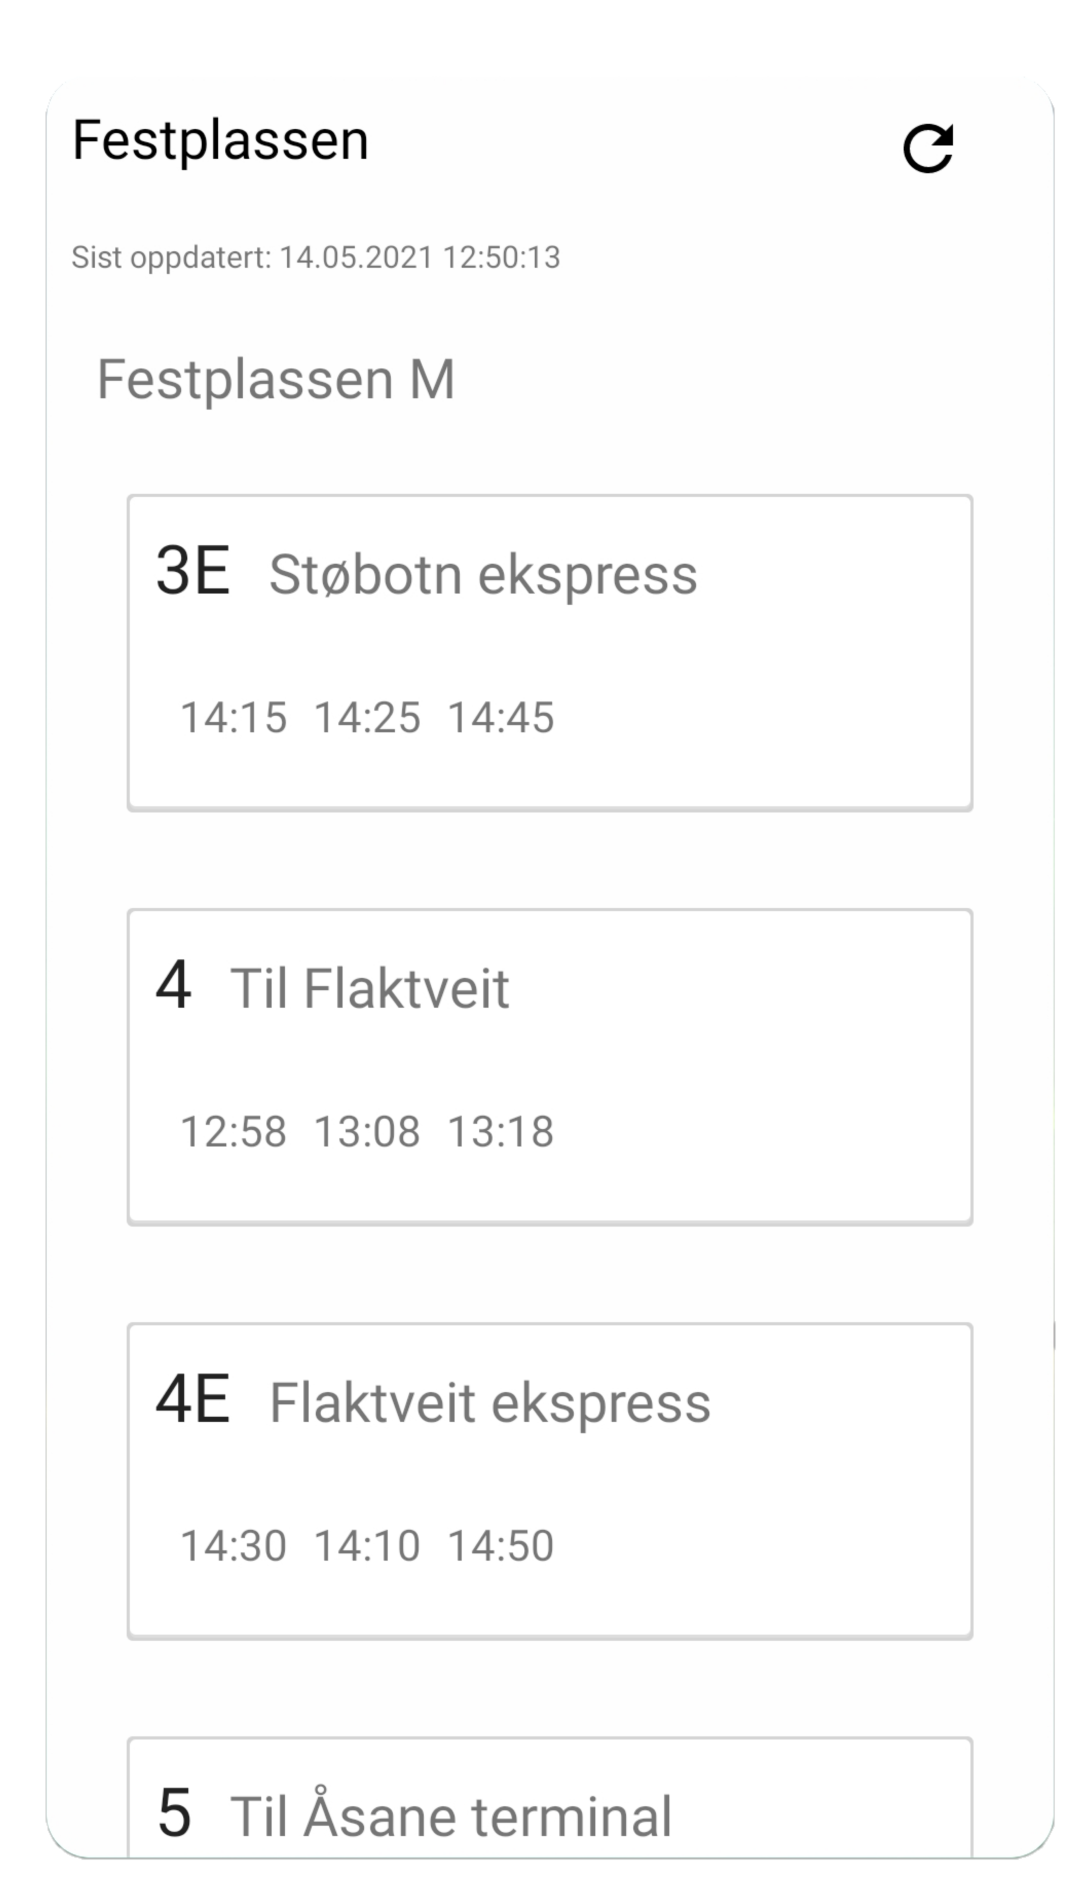 Festplassen
Sist oppdatert: 14.05.2021 12:50:13
Festplassen M
3E Støbotn ekspress
14:15 14:25 14:45
4 Til Flaktveit
12:58 13:08 13:18
4E Flaktveit ekspress
14:30 14:10 14:50
5 Til Åsane terminal